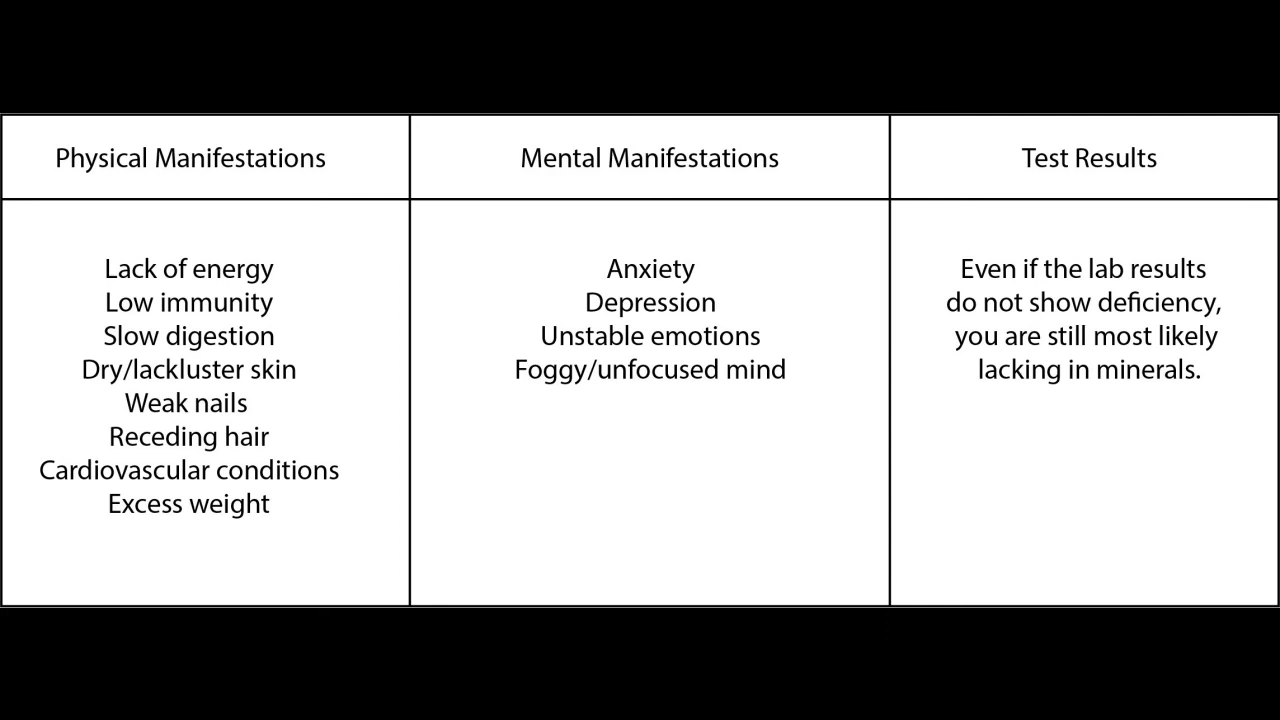 Physical Manifestations
Mental Manifestations
Test Results
Lack of energy
Low immunity
Slow digestion
Dry/lackluster skin
Weak nails
Receding hair
Cardiovascular conditions
Excess weight
Anxiety
Depression
Unstable emotions
Foggy/unfocused mind
Even if the lab results
do not show deficiency,
you are still most likely
lacking in minerals.